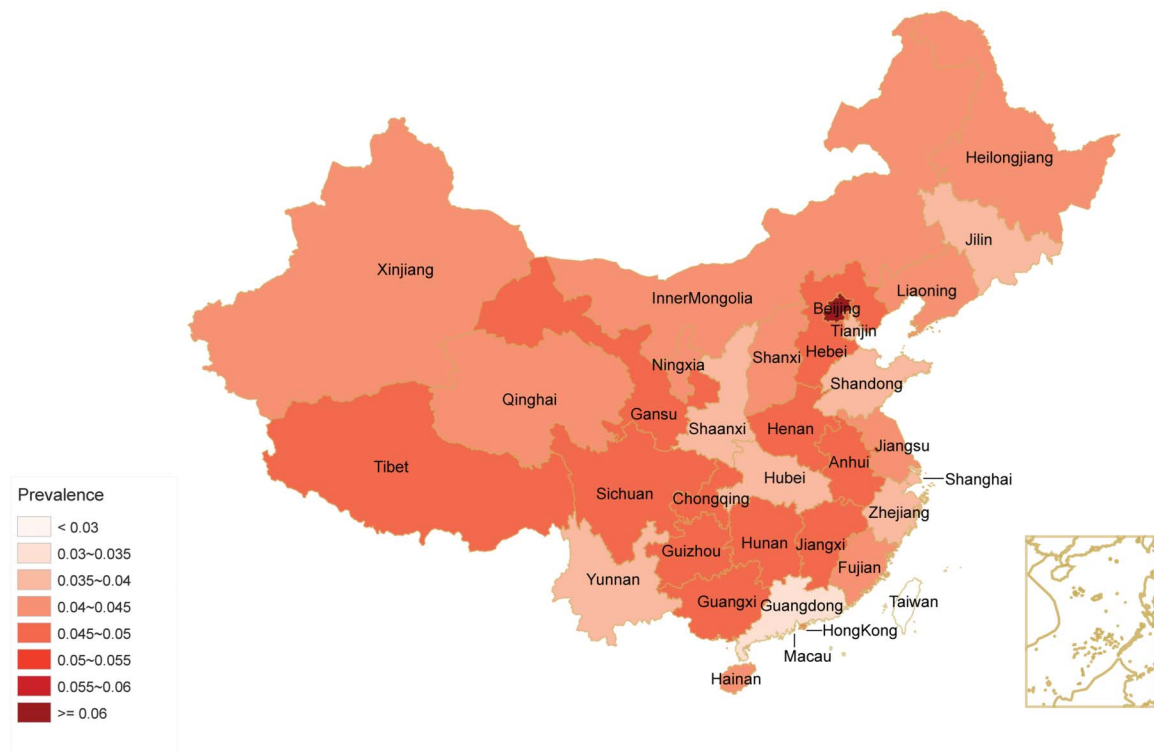 Heilongjiang
Jilin
Xinjiang
Liaoning
InnerMongolia
Beijing
Tianjin
Hebei
Shanxi
Ningxia
Shandong
Qinghai
Gansu
Shaanxi
Henan
Jiangsu
Anhui
Tibet
Hubei
Shanghai
Sichuan
Chongqing
Zhejiang
Hunan
Jiangxi
Guizhou
Fujian
Yunnan
Guangxi
Guangdong
Taiwan
HongKong
Macau
Hainan
Prevalence
< 0.03
0.03~0.035
0.035~0.04
0.04~0.045
0.045~0.05
0.05~0.055
0.055~0.06
>= 0.06